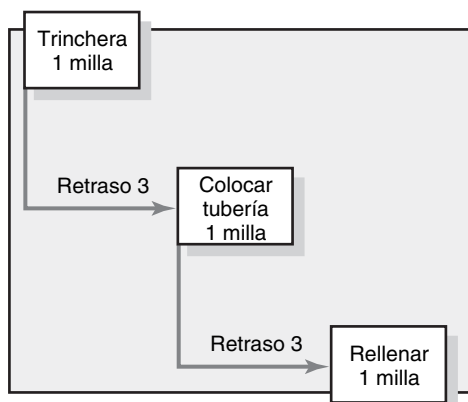 Trinchera
1 milla
Retraso 3
Colocar
tubería
1 milla
Retraso 3
Rellenar
1 milla